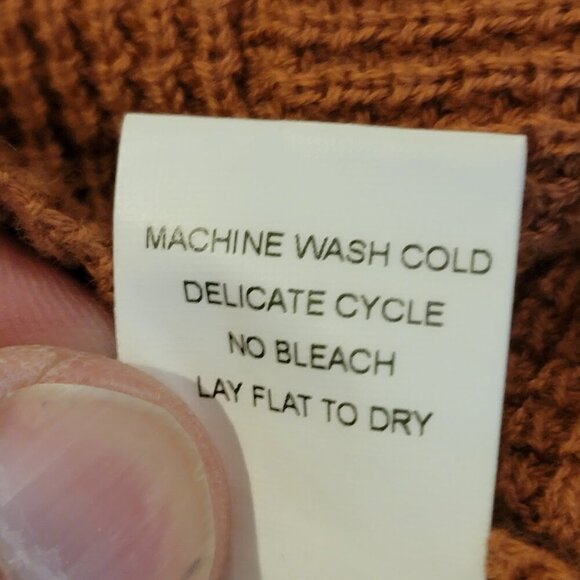 MACHINE WASH COLD
DELICATE CYCLE
NO BLEACH
LAY FLAT TO DRY